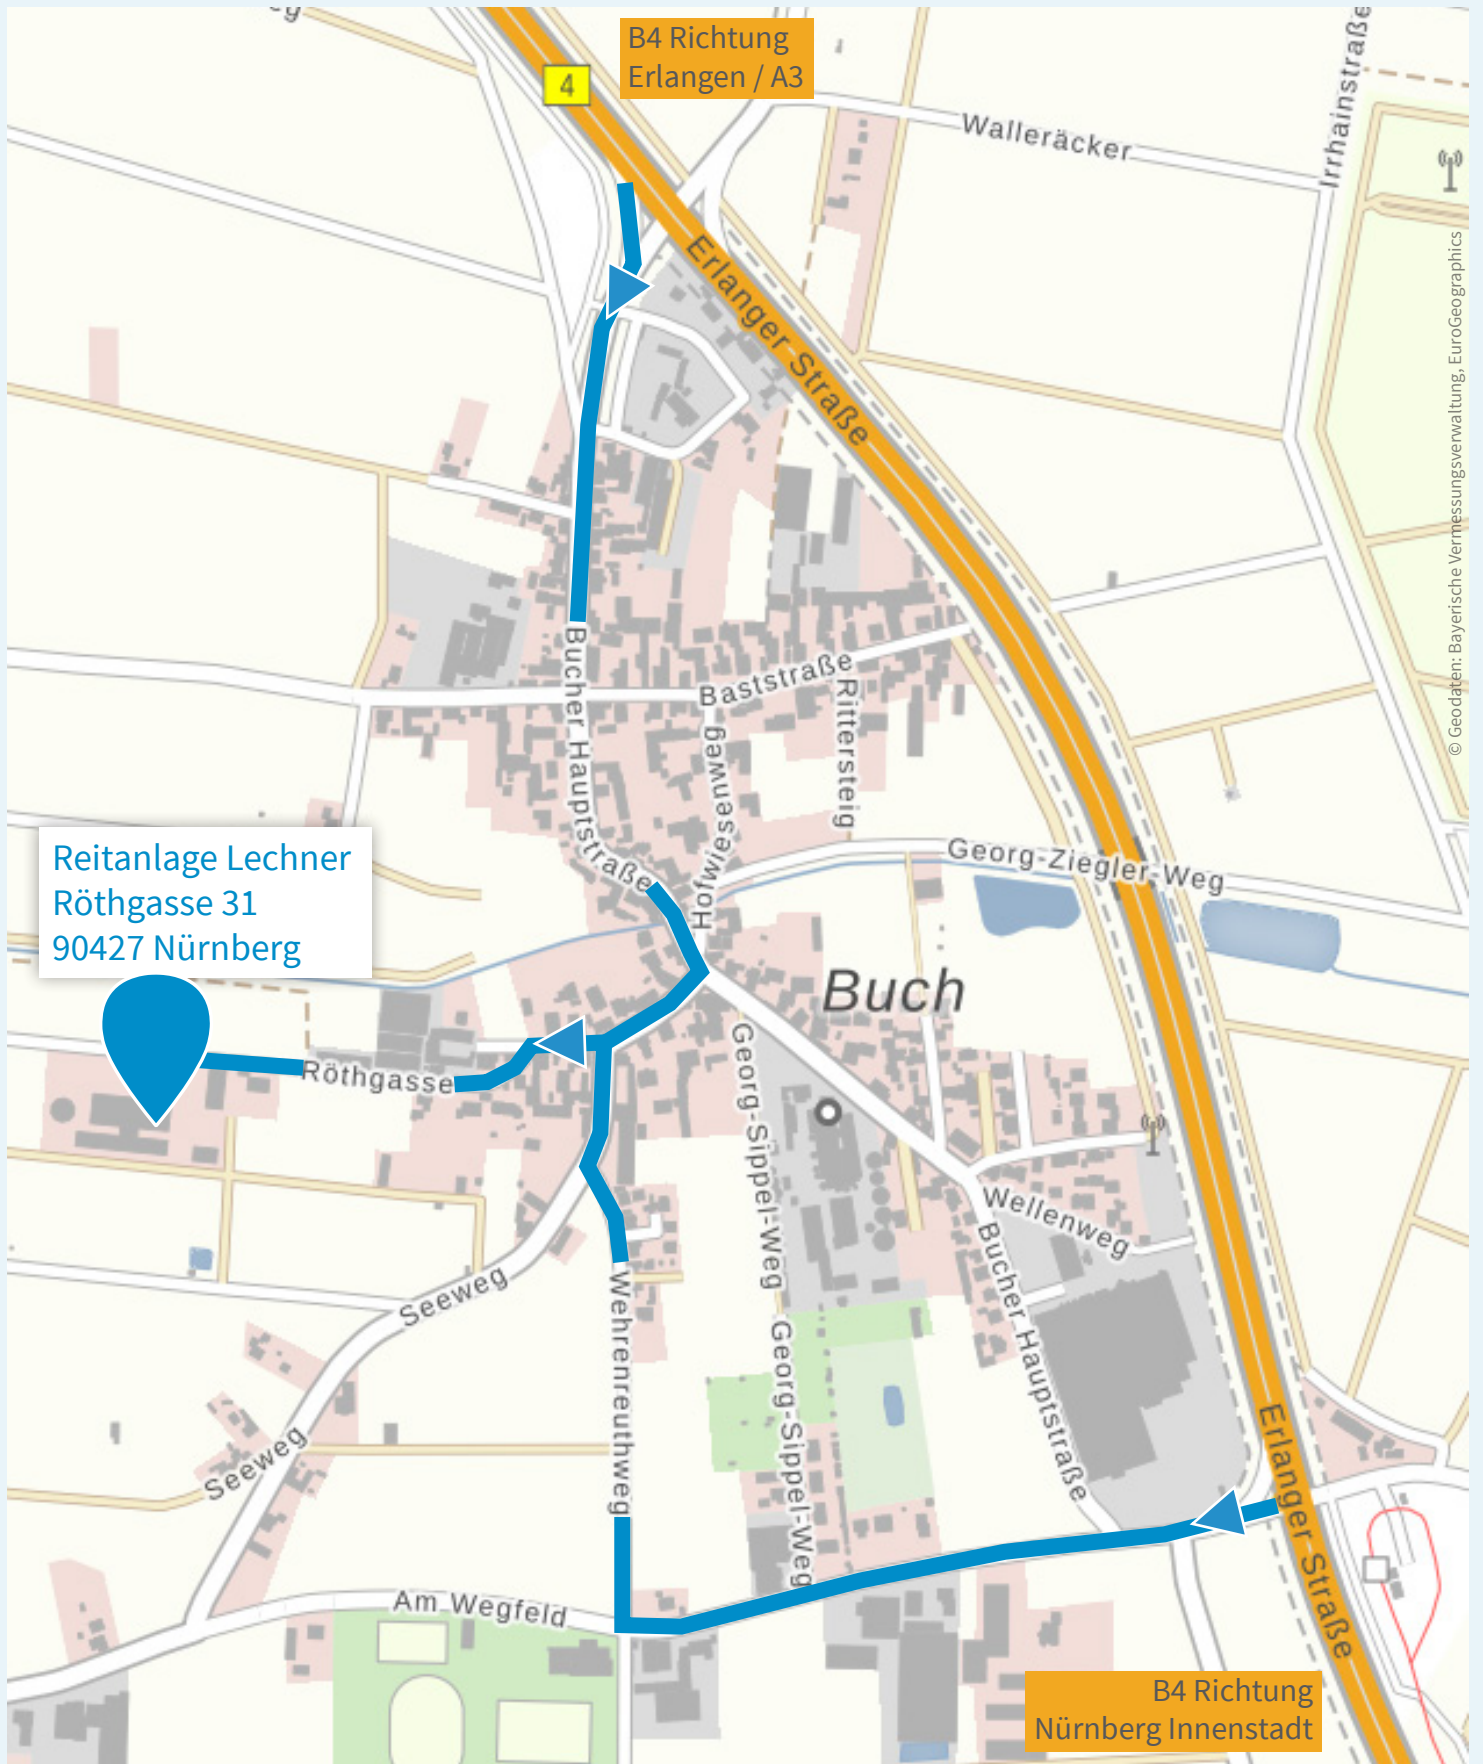 B4 Richtung
Erlangen / A3
4
Walleräcker
Irrhainstraße
© Geodaten: Bayerische Vermessungsverwaltung, EuroGeographics
Erlanger Straße
Bucher Hauptstraße
Baststraße
Rittersteig
Hofwiesenweg
Georg-Ziegler-Weg
Reitanlage Lechner
Röthgasse 31
90427 Nürnberg
Buch
Röthgasse
Georg-Sippel-Weg
Wellenweg
Bucher Hauptstraße
Seeweg
Wehrenreuthweg
Georg-Sippel-Weg
Seeweg
Erlanger Straße
Am Wegfeld
B4 Richtung
Nürnberg Innenstadt